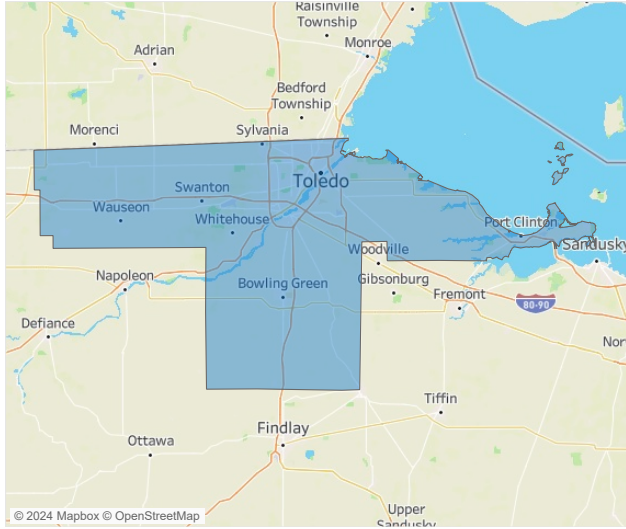 Raisinville
Township
Adrian
Monroe
Bedford
Township
Morenci
Sylvania
Toledo
Swanton
Wauseon
Whitehouse
Port Clinton
Woodville
Sandusky
Napoleon
Bowling Green
Gibsonburg
Fremont
80-90
Defiance
Nor
Tiffin
Findlay
Ottawa
Upper
Sandusky
© 2024 Mapbox © OpenStreetMap